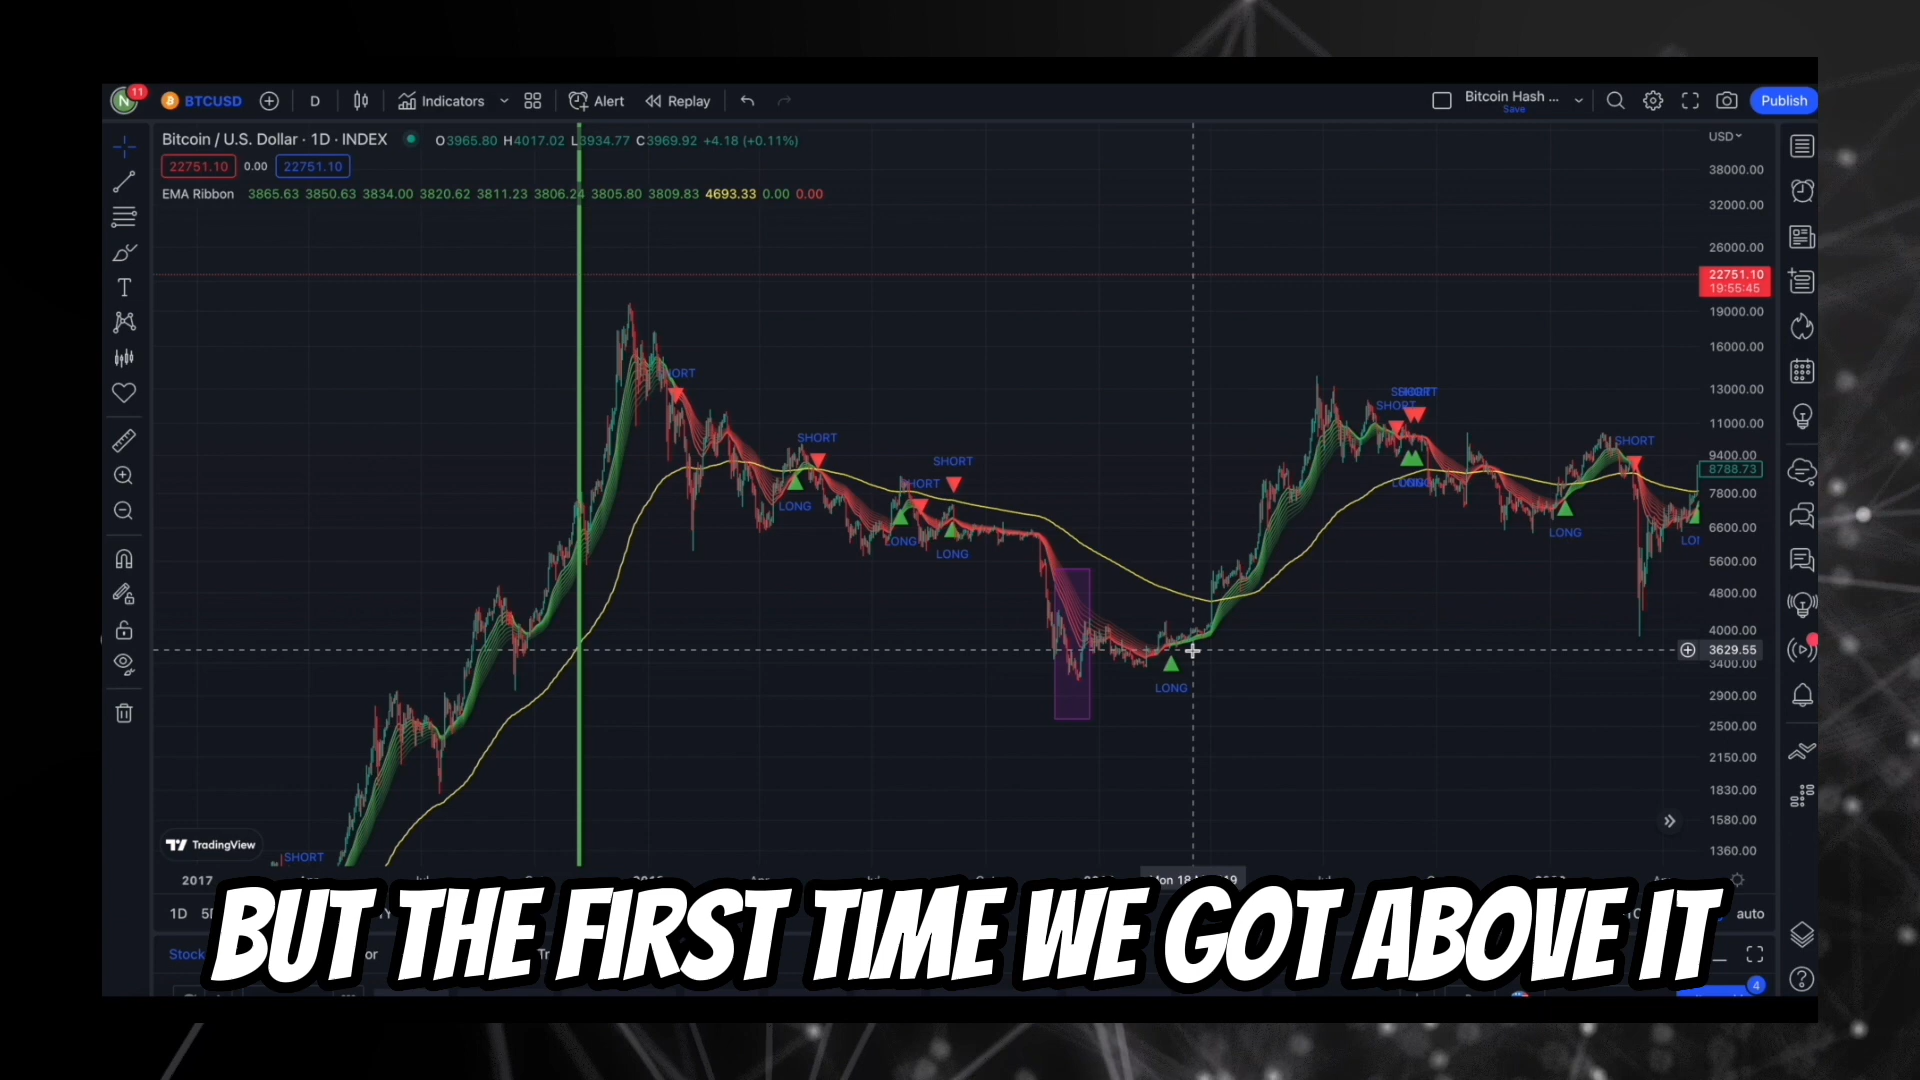 N 11 BTCUSD D Indicators Alert Replay Bitcoin Hash ... Save Publish
Bitcoin / U.S. Dollar · 1D · INDEX O3965.80 H4017.02 L3934.77 C3969.92 +4.18 (+0.11%)
22751.10 0.00 22751.10
EMA Ribbon 3865.63 3850.63 3834.00 3820.62 3811.23 3806.24 3805.80 3809.83 4693.33 0.00 0.00
USD
38000.00
32000.00
26000.00
22751.10
19:55:45
19000.00
16000.00
SHORT
13000.00
SHORT
SHORT
11000.00
SHORT
SHORT
SHORT
9400.00
SHORT
8788.73
SHORT
LONG
7800.00
LONG
6600.00
LONG
LONG
LONG
5600.00
4800.00
4000.00
3629.55
3400.00
LONG
2900.00
2500.00
2150.00
1830.00
1580.00
TradingView
SHORT
1360.00
2017
1D
auto
BUT THE FIRST TIME WE GOT ABOVE IT
Stock
4